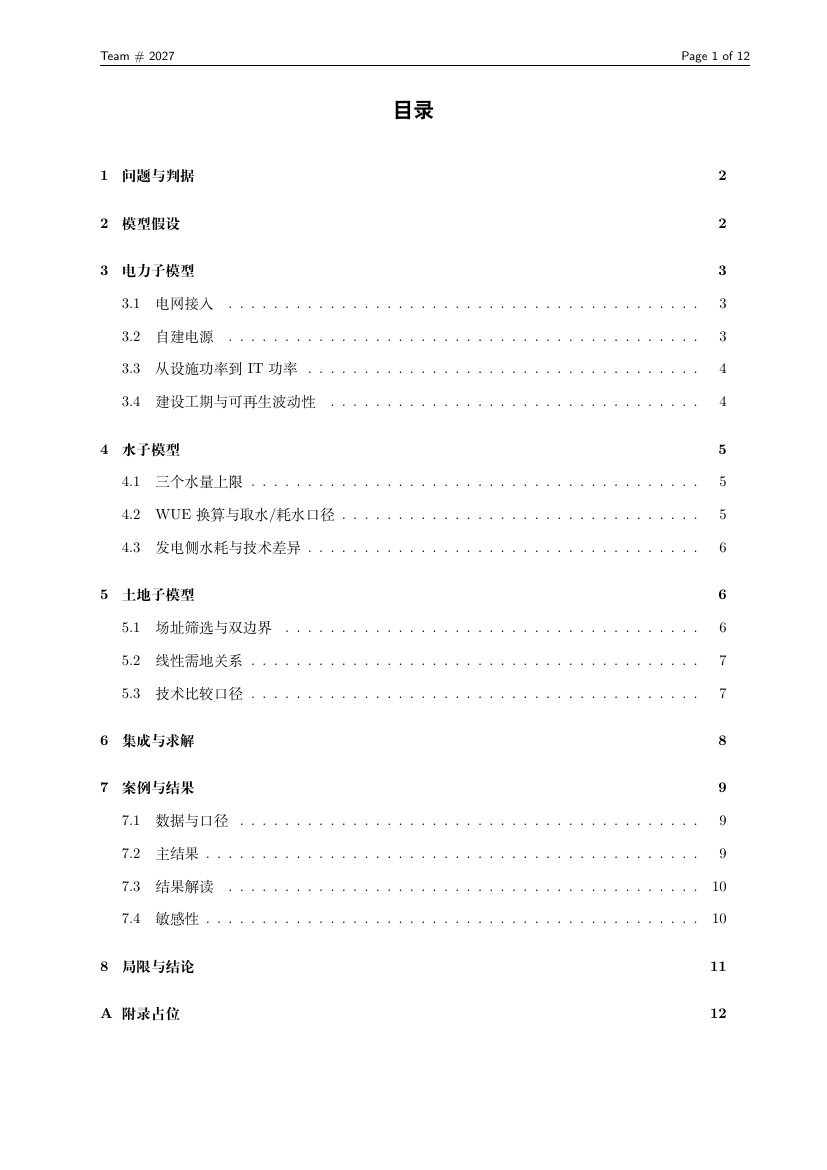 Team # 2027 Page 1 of 12
目录
1 问题与判据 2
2 模型假设 2
3 电力子模型 3
3.1 电网接入 . . . . . . . . . . . . . . . . . . . . . . . . . . . . . . . . . . . . . . . . . . 3
3.2 自建电源 . . . . . . . . . . . . . . . . . . . . . . . . . . . . . . . . . . . . . . . . . . 3
3.3 从设施功率到 IT 功率 . . . . . . . . . . . . . . . . . . . . . . . . . . . . . . . . . . . 4
3.4 建设工期与可再生波动性 . . . . . . . . . . . . . . . . . . . . . . . . . . . . . . . . . 4
4 水子模型 5
4.1 三个水量上限 . . . . . . . . . . . . . . . . . . . . . . . . . . . . . . . . . . . . . . . . 5
4.2 WUE 换算与取水/耗水口径 . . . . . . . . . . . . . . . . . . . . . . . . . . . . . . . . 5
4.3 发电侧水耗与技术差异 . . . . . . . . . . . . . . . . . . . . . . . . . . . . . . . . . . . 6
5 土地子模型 6
5.1 场址筛选与双边界 . . . . . . . . . . . . . . . . . . . . . . . . . . . . . . . . . . . . . 6
5.2 线性需地关系 . . . . . . . . . . . . . . . . . . . . . . . . . . . . . . . . . . . . . . . . 7
5.3 技术比较口径 . . . . . . . . . . . . . . . . . . . . . . . . . . . . . . . . . . . . . . . . 7
6 集成与求解 8
7 案例与结果 9
7.1 数据与口径 . . . . . . . . . . . . . . . . . . . . . . . . . . . . . . . . . . . . . . . . . 9
7.2 主结果 . . . . . . . . . . . . . . . . . . . . . . . . . . . . . . . . . . . . . . . . . . . . 9
7.3 结果解读 . . . . . . . . . . . . . . . . . . . . . . . . . . . . . . . . . . . . . . . . . . 10
7.4 敏感性 . . . . . . . . . . . . . . . . . . . . . . . . . . . . . . . . . . . . . . . . . . . . 10
8 局限与结论 11
A 附录占位 12